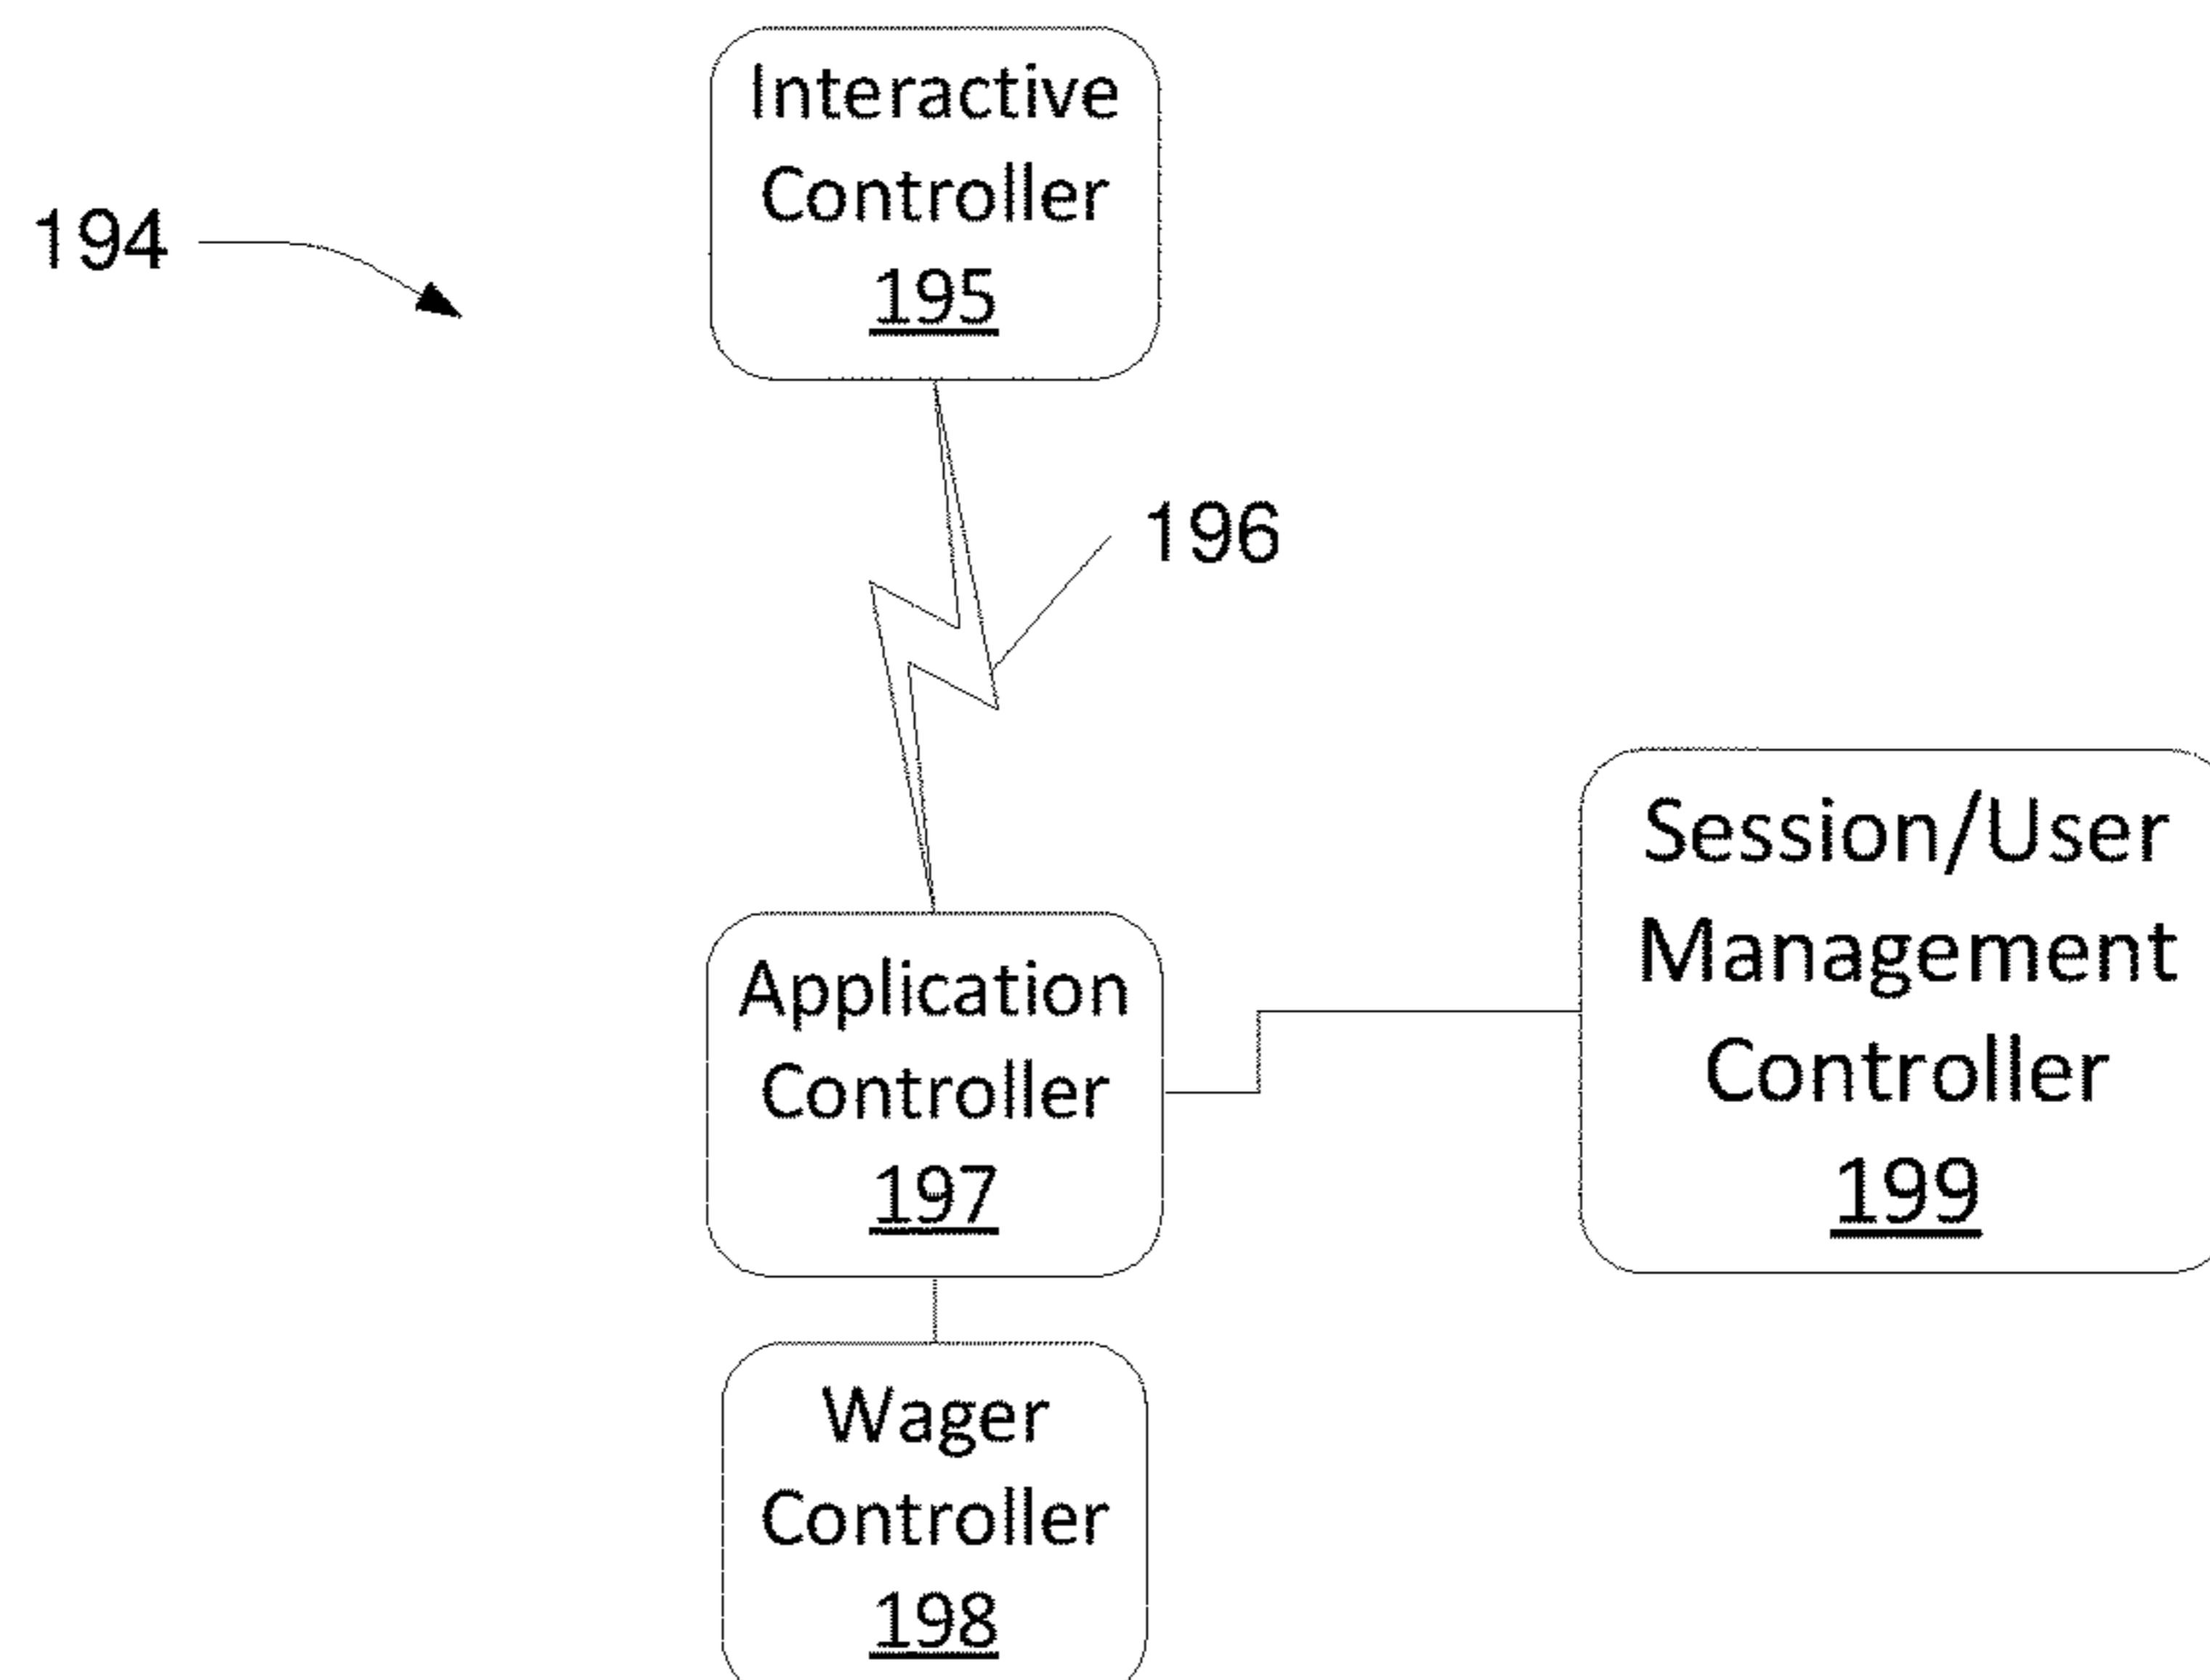 Interactive
Controller
195
194
196
Application
Controller
197
Session/User
Management
Controller
199
Wager
Controller
198